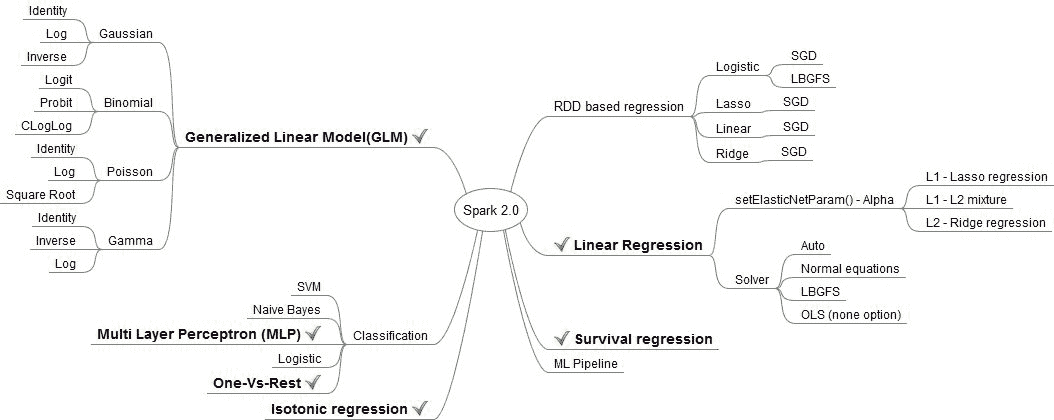 Spark 2.0
Generalized Linear Model(GLM)
Gaussian
Identity
Log
Inverse
Binomial
Logit
Probit
CLogLog
Poisson
Identity
Log
Square Root
Gamma
Identity
Inverse
Log
Classification
SVM
Naive Bayes
Multi Layer Perceptron (MLP)
Logistic
One-Vs-Rest
Isotonic regression
RDD based regression
Logistic
SGD
LBGFS
Lasso
SGD
Linear
SGD
Ridge
SGD
Linear Regression
setElasticNetParam() - Alpha
L1 - Lasso regression
L1 - L2 mixture
L2 - Ridge regression
Solver
Auto
Normal equations
LBGFS
OLS (none option)
Survival regression
ML Pipeline